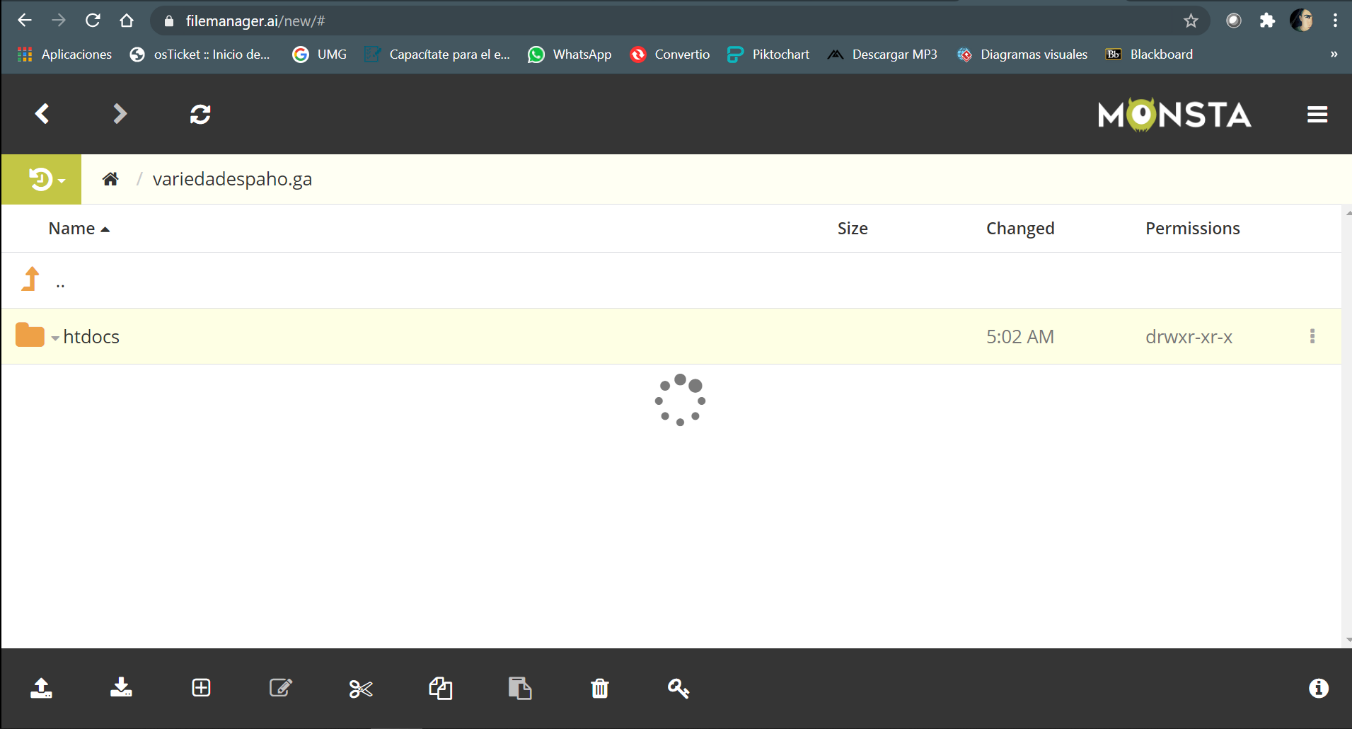 filemanager.ai/new/#
Aplicaciones osTicket :: Inicio de... UMG Capacítate para el e... WhatsApp Convertio Piktochart Descargar MP3 Diagramas visuales Bb Blackboard »
MONSTA
/ variedadespaho.ga
Name Size Changed Permissions
..
htdocs 5:02 AM drwxr-xr-x